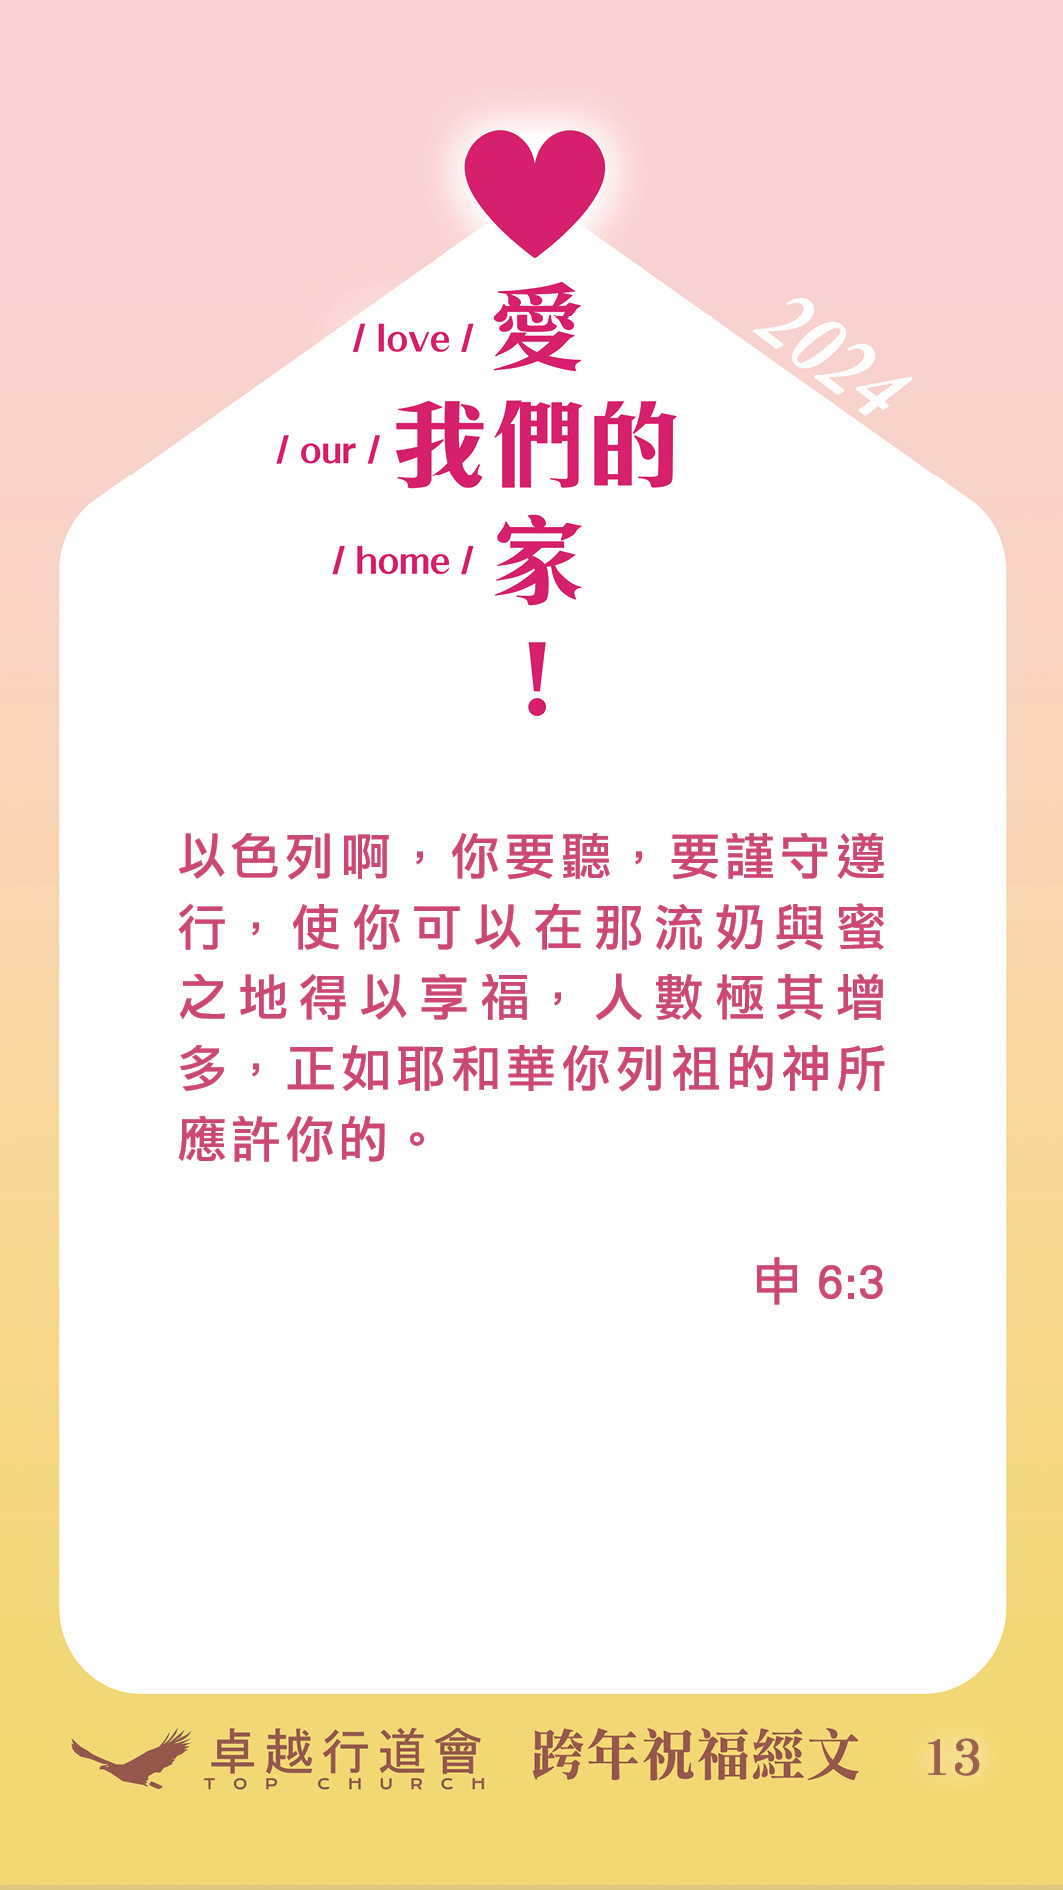 / love / 愛
2024
/ our / 我們的
/ home / 家
!
以色列啊，你要聽，要謹守遵
行，使你可以在那流奶與蜜
之地得以享福，人數極其增
多，正如耶和華你列祖的神所
應許你的。
申 6:3
卓越行道會 跨年祝福經文 13
TOP CHURCH